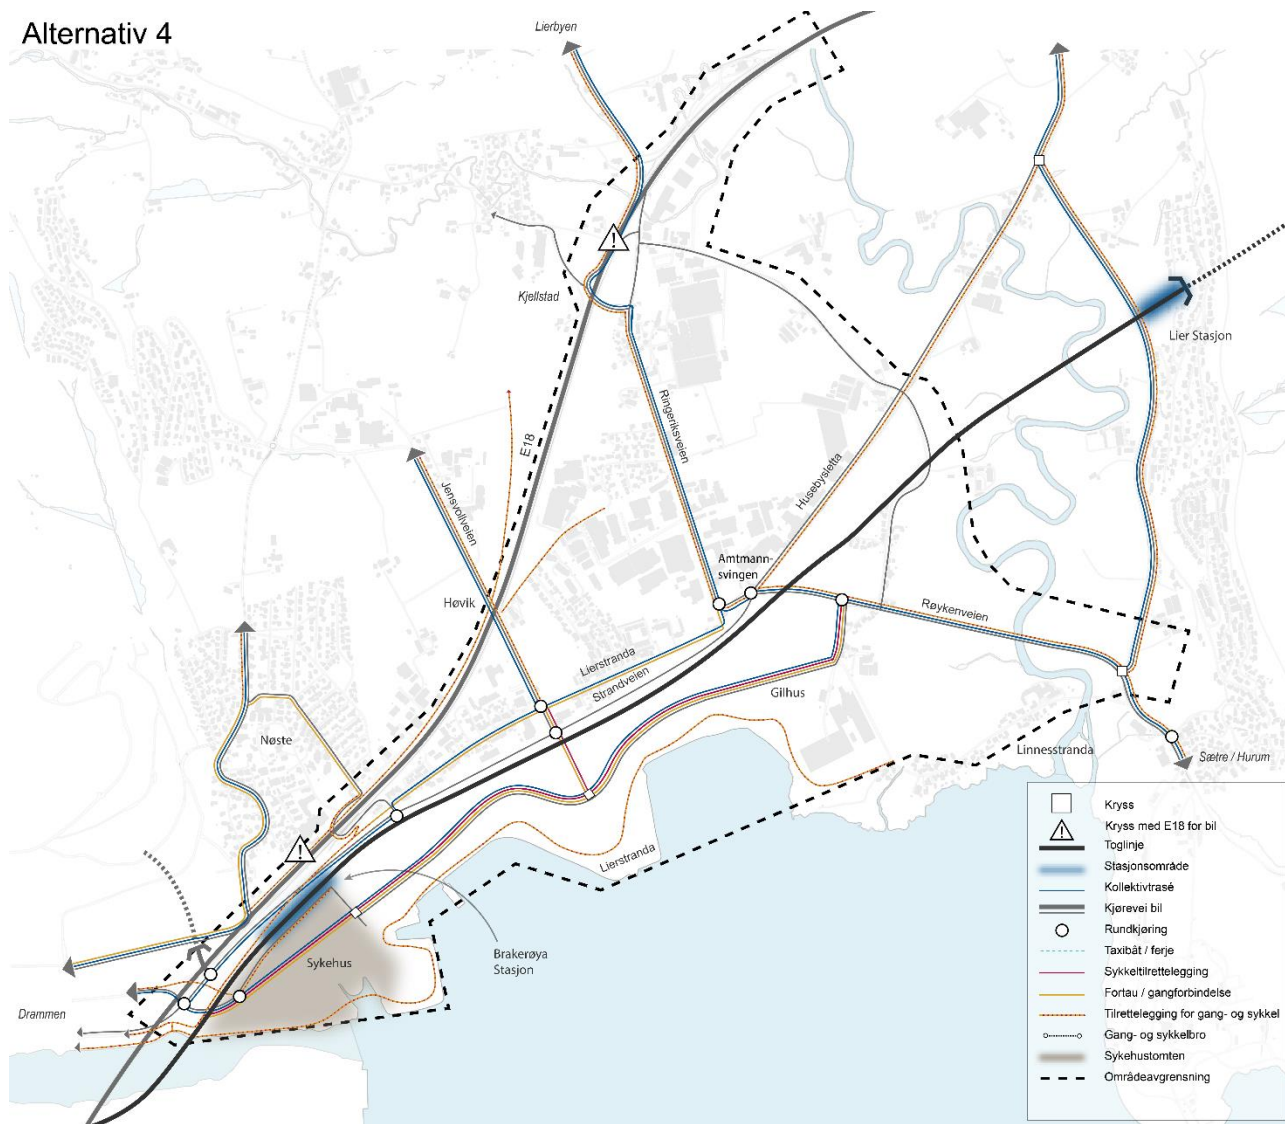 Alternativ 4
Lierbyen
Kjellstad
Lier Stasjon
E18
Ringeriksveien
Jensvollveien
Husebysletta
Amtmann-
svingen
Høvik
Røykenveien
Lierstranda
Strandveien
Gilhus
Nøste
Linnesstranda
Sætre / Hurum
Lierstranda
Brakerøya
Stasjon
Sykehus
Drammen
Kryss
Kryss med E18 for bil
Toglinje
Stasjonsområde
Kollektivtrasé
Kjørevei bil
Rundkjøring
Taxibåt / ferje
Sykkeltilrettelegging
Fortau / gangforbindelse
Tilrettelegging for gang- og sykkel
Gang- og sykkelbro
Sykehustomten
Områdeavgrensning